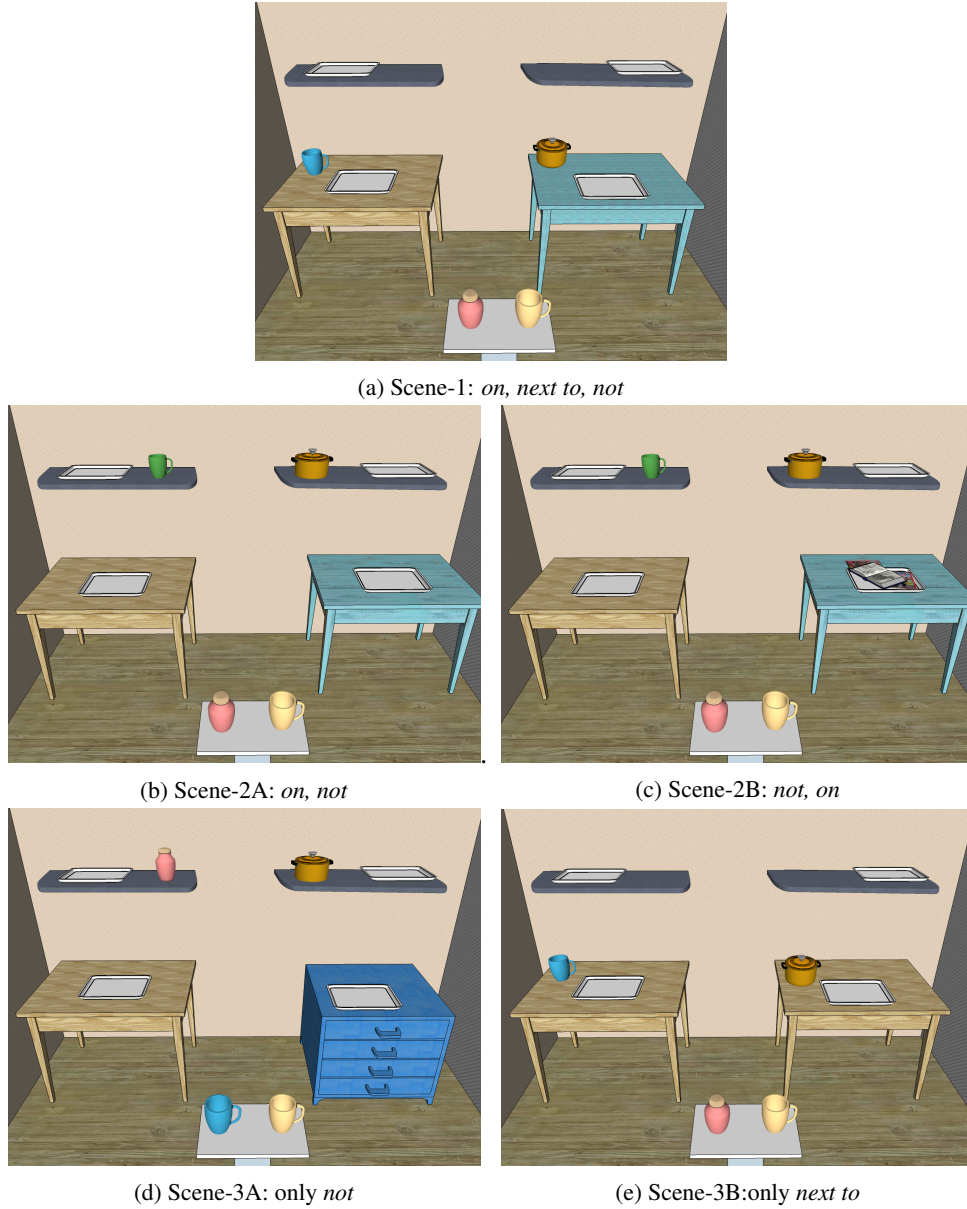 (a) Scene-1: on, next to, not
.
(b) Scene-2A: on, not
(c) Scene-2B: not, on
(d) Scene-3A: only not
(e) Scene-3B:only next to